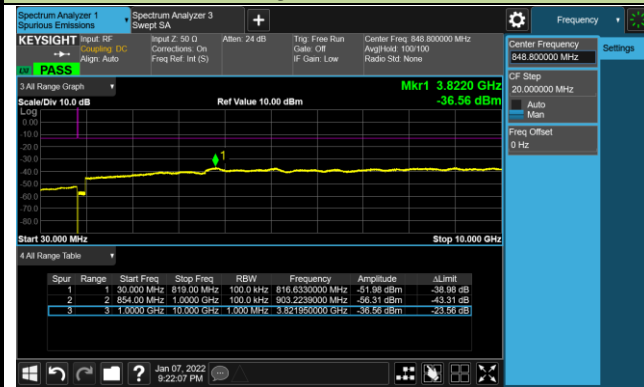 Spectrum Analyzer 1
Spurious Emissions
Spectrum Analyzer 3
Swept SA
Frequency
KEYSIGHT
Input: RF
Coupling: DC
Align: Auto
Input Z: 50 Ω
Corrections: On
Freq Ref: Int (S)
Atten: 24 dB
Trig: Free Run
Gate: Off
IF Gain: Low
Center Freq: 848.800000 MHz
Avg|Hold: 100/100
Radio Std: None
PASS
Center Frequency
848.800000 MHz
Settings
CF Step
20.000000 MHz
Auto
Man
Freq Offset
0 Hz
3 All Range Graph
Mkr1 3.8220 GHz
Scale/Div 10.0 dB
Ref Value 10.00 dBm
-36.56 dBm
Log
0.00
-10.0
-20.0
-30.0
-40.0
-50.0
-60.0
-70.0
-80.0
1
Start 30.000 MHz
Stop 10.000 GHz
4 All Range Table
Spur Range Start Freq Stop Freq RBW Frequency Amplitude ΔLimit
1 1 30.000 MHz 819.00 MHz 100.0 kHz 816.6330000 MHz -51.98 dBm -38.98 dB
2 2 854.00 MHz 1.0000 GHz 100.0 kHz 903.2239000 MHz -56.31 dBm -43.31 dB
3 3 1.0000 GHz 10.000 GHz 1.000 MHz 3.821950000 GHz -36.56 dBm -23.56 dB
Jan 07, 2022
9:22:07 PM